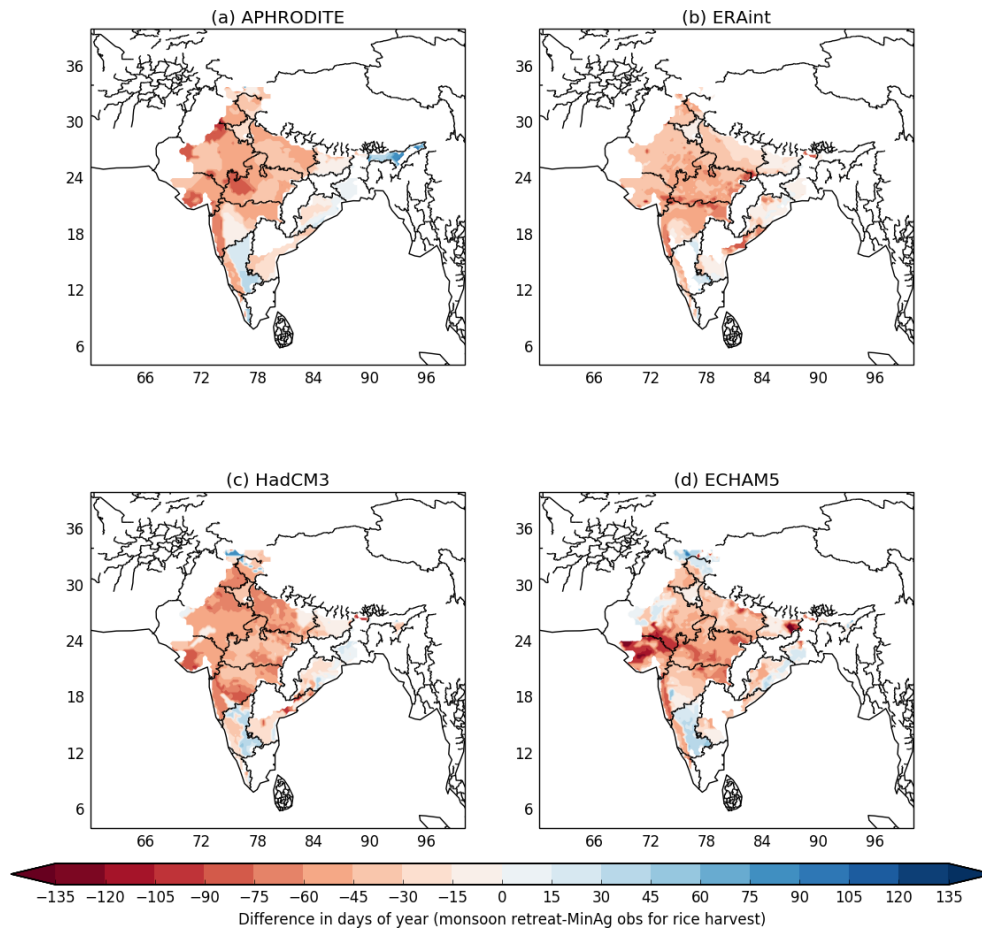 (a) APHRODITE
(b) ERAint
36
36
30
30
24
24
18
18
12
12
6
6
66 72 78 84 90 96
66 72 78 84 90 96
(c) HadCM3
(d) ECHAM5
36
36
30
30
24
24
18
18
12
12
6
6
66 72 78 84 90 96
66 72 78 84 90 96
−135 −120 −105 −75 −60 −45 −30 −15 0 15 30 45 60 75 90 105 120 135
Difference in days of year (monsoon retreat-MinAg obs for rice harvest)